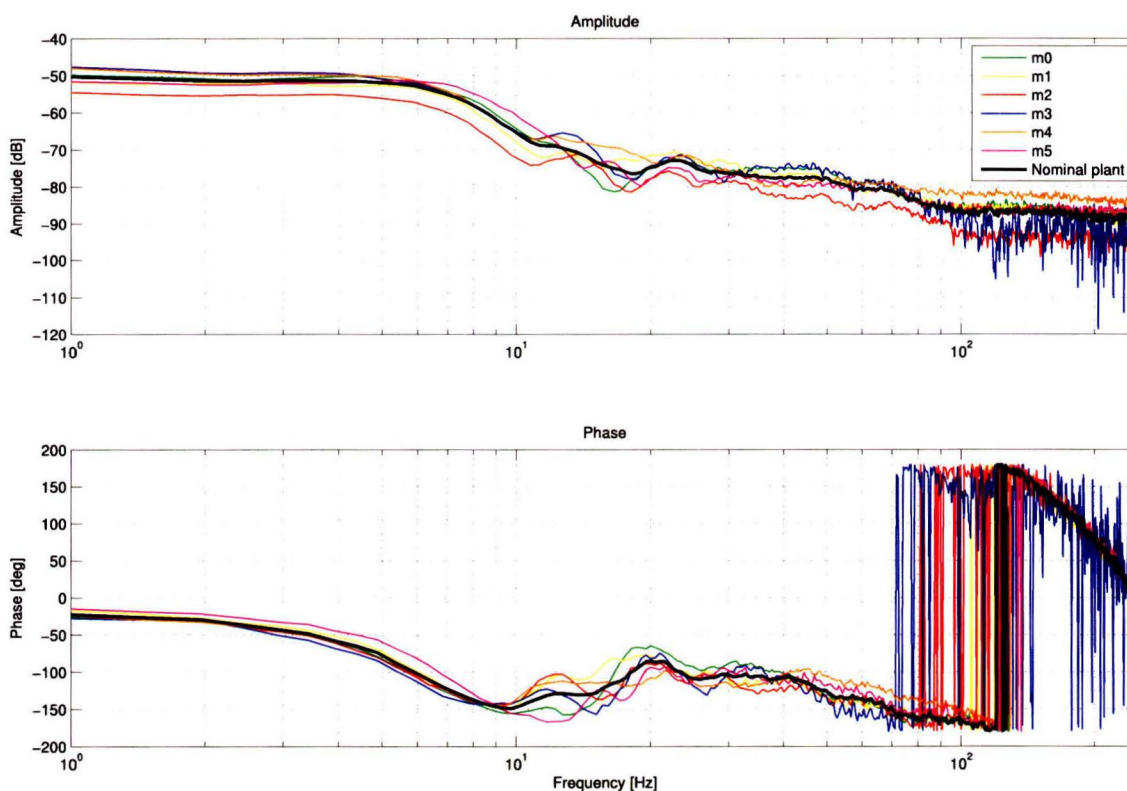 Amplitude
Amplitude [dB]
−40
−50
−60
−70
−80
−90
−100
−110
−120
10^0
10^1
10^2
m0
m1
m2
m3
m4
m5
Nominal plant
Phase
Phase [deg]
200
150
100
50
0
−50
−100
−150
−200
10^0
10^1
10^2
Frequency [Hz]